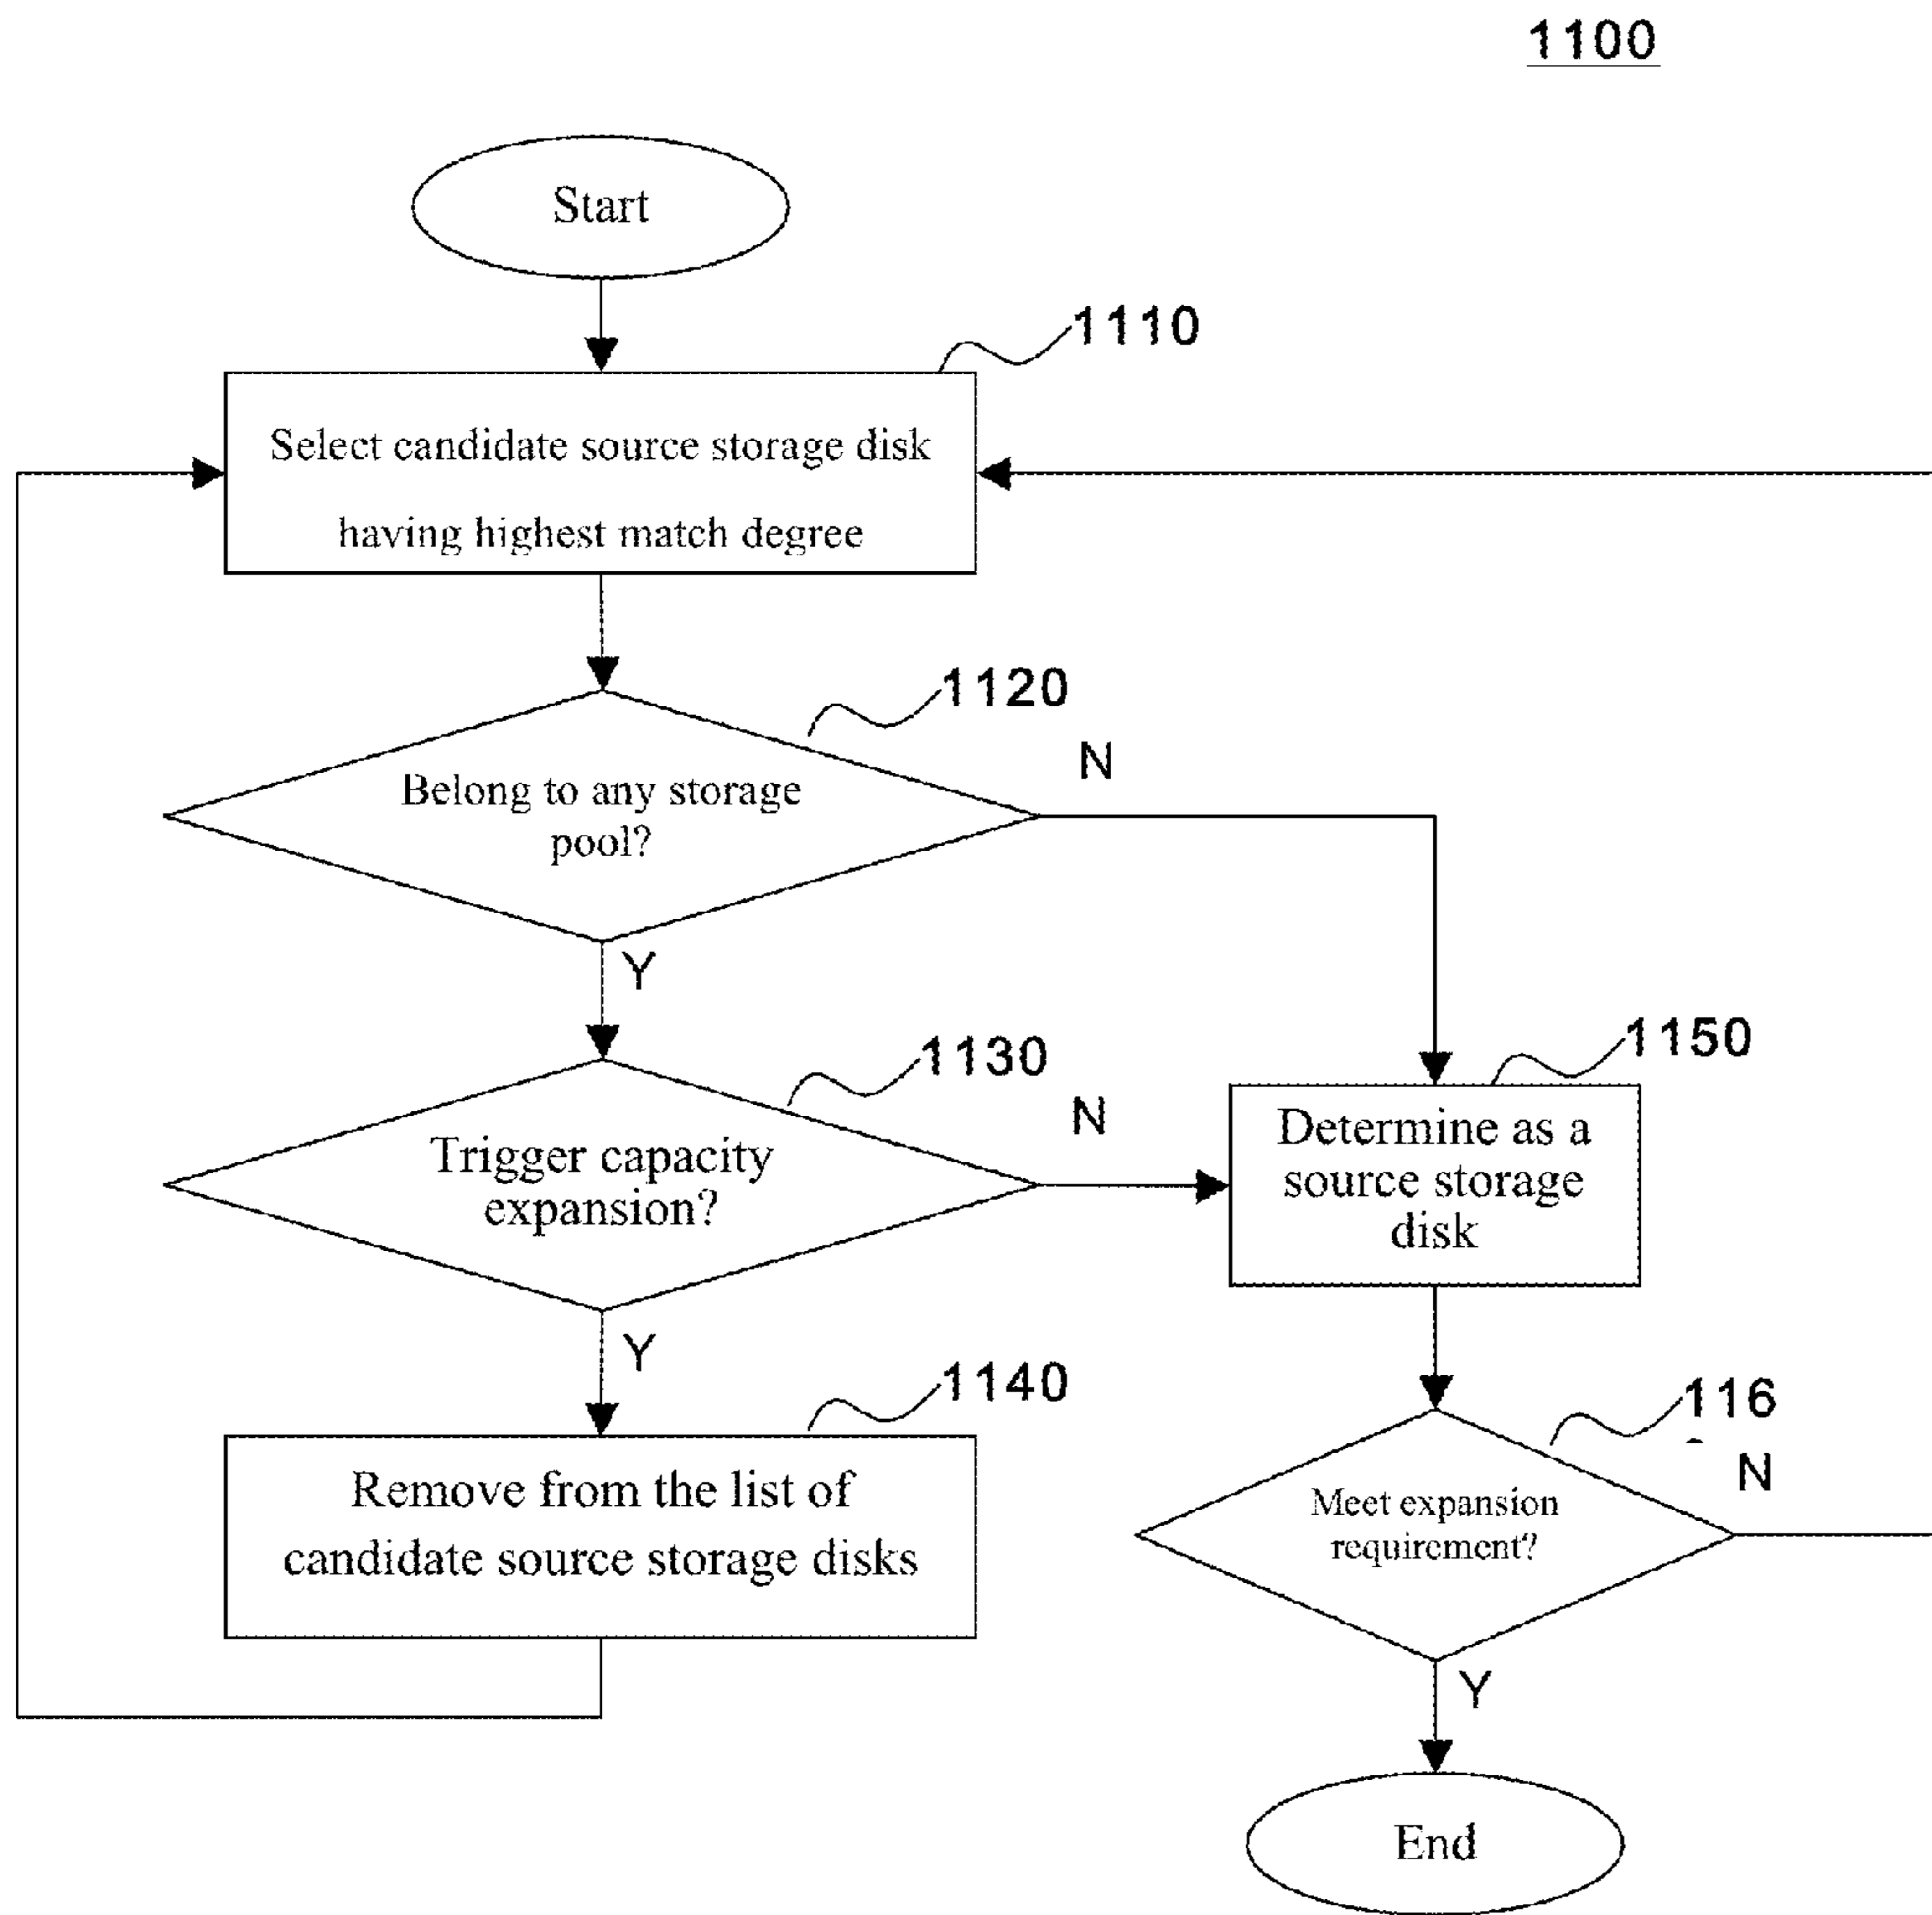 1100
Start
1110
Select candidate source storage disk
having highest match degree
1120
N
Belong to any storage
pool?
Y
1130
N
Trigger capacity
expansion?
1150
Determine as a
source storage
disk
Y
1140
Remove from the list of
candidate source storage disks
116
N
Meet expansion
requirement?
Y
End